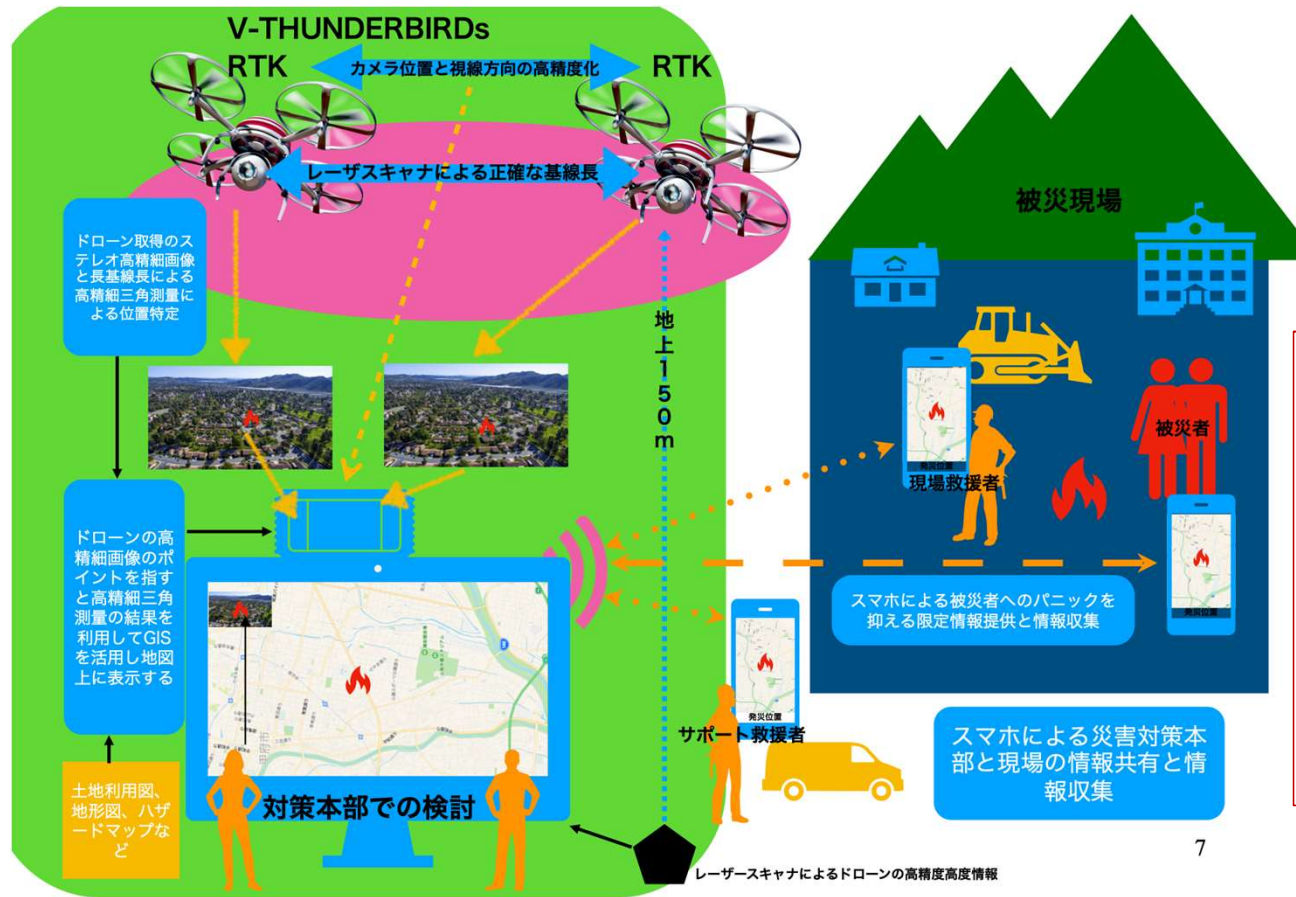 V-THUNDERBIRDs
RTK
カメラ位置と視線方向の高精度化
RTK
レーザスキャナによる正確な基線長
ドローン取得のス
テレオ高精細画像
と長基線長による
高精細三角測量に
よる位置特定
地上150m
ドローンの高
精細画像のポ
イントを指す
と高精細三角
測量の結果を
利用してGIS
を活用し地図
上に表示する
土地利用図、
地形図、ハザ
ードマップな
ど
対策本部での検討
レーザースキャナによるドローンの高精度高度情報
被災現場
発災位置
現場救援者
被災者
発災位置
スマホによる被災者へのパニックを
抑える限定情報提供と情報収集
発災位置
サポート救援者
スマホによる災害対策本
部と現場の情報共有と情
報収集
7